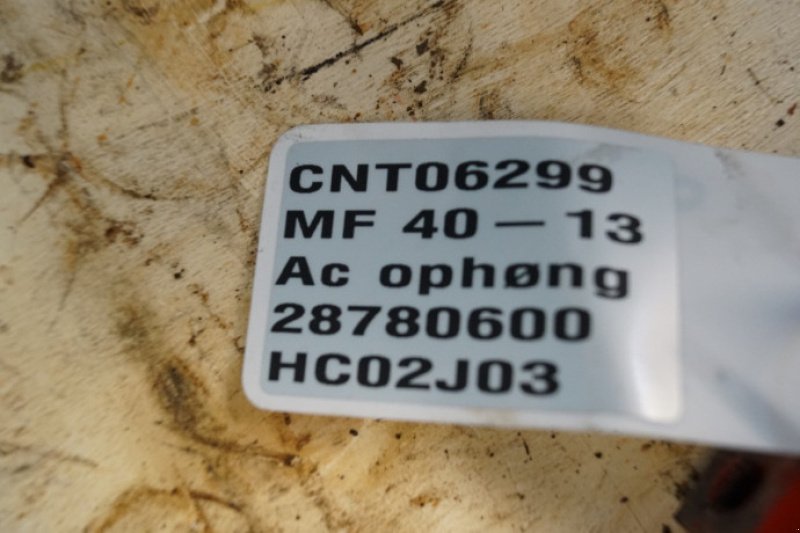 CNT06299
MF 40 — 13
Ac ophøng
28780600
HC02J03